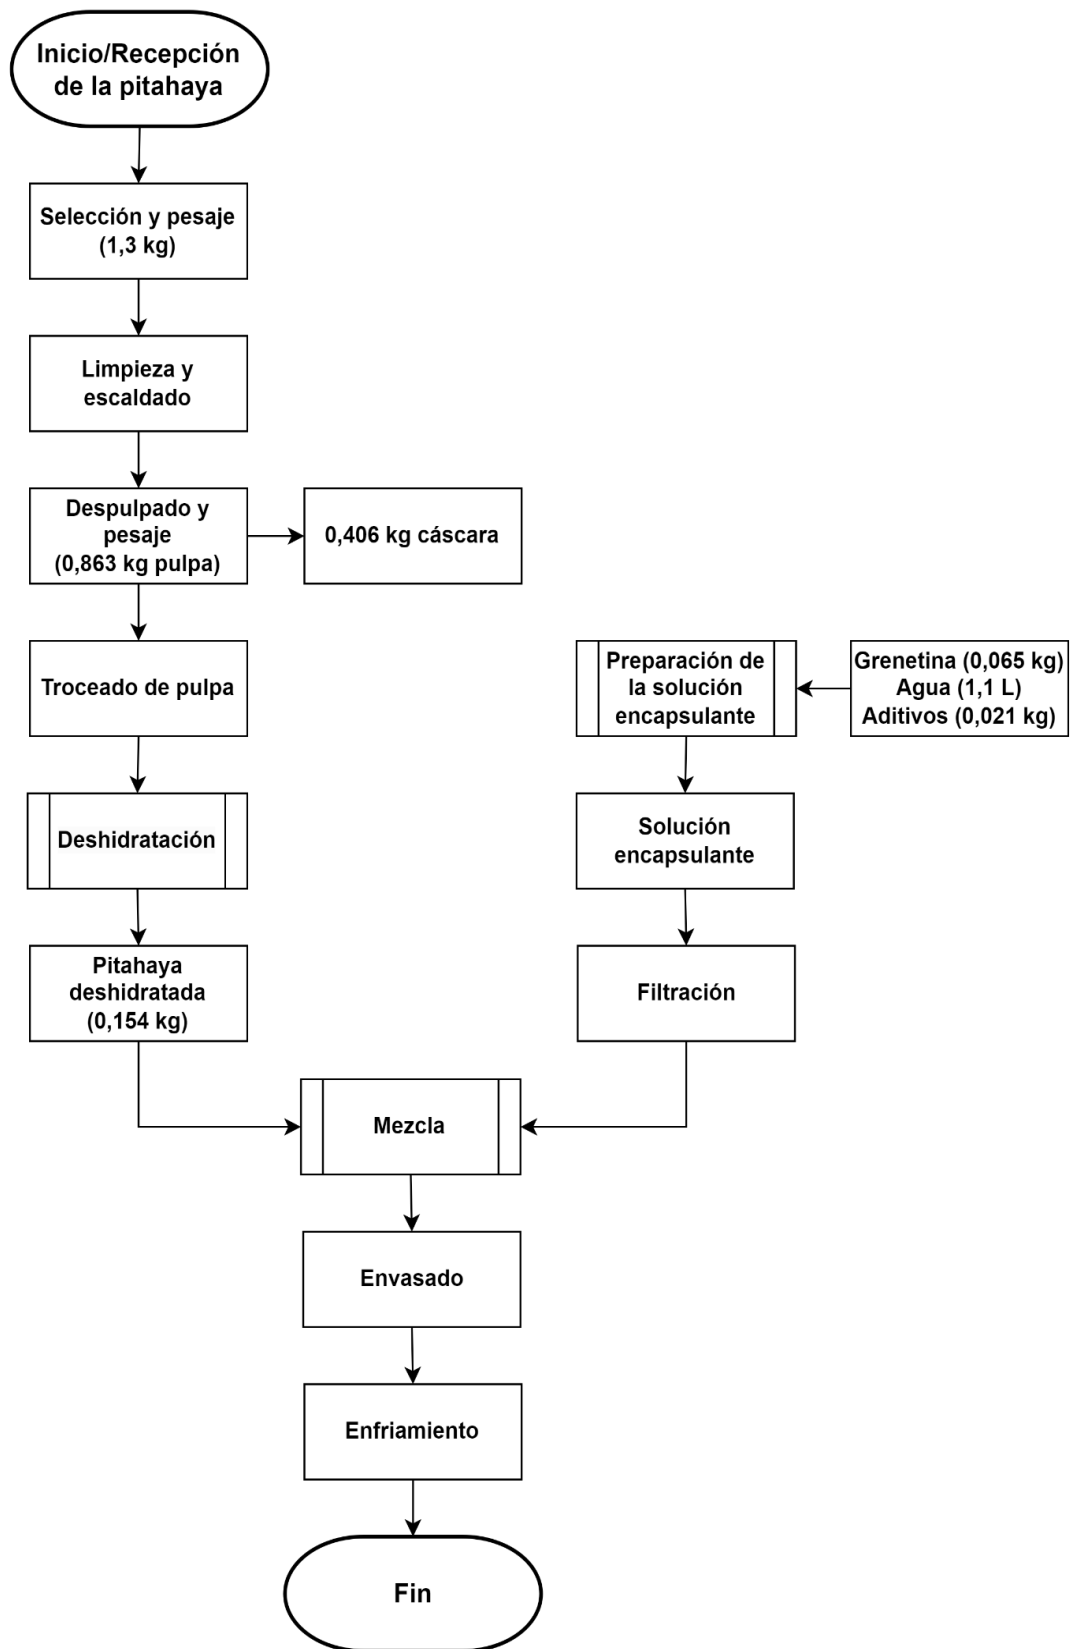 Inicio/Recepción
de la pitahaya
Selección y pesaje
(1,3 kg)
Limpieza y
escaldado
Despulpado y
pesaje
(0,863 kg pulpa)
0,406 kg cáscara
Troceado de pulpa
Preparación de
la solución
encapsulante
Grenetina (0,065 kg)
Agua (1,1 L)
Aditivos (0,021 kg)
Deshidratación
Solución
encapsulante
Pitahaya
deshidratada
(0,154 kg)
Filtración
Mezcla
Envasado
Enfriamiento
Fin